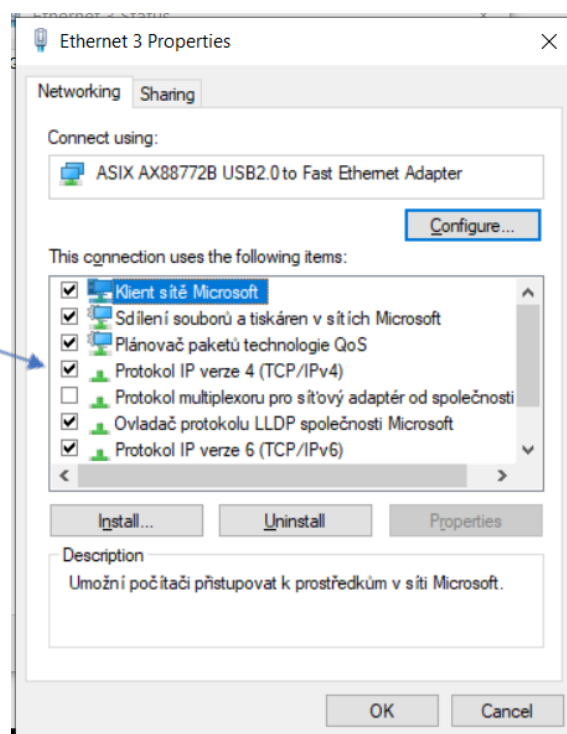 Ethernet 3 Status
Ethernet 3 Properties
Networking Sharing
Connect using:
ASIX AX88772B USB2.0 to Fast Ethernet Adapter
Configure...
This connection uses the following items:
Klient sítě Microsoft
Sdílení souborů a tiskáren v sítích Microsoft
Plánovač paketů technologie QoS
Protokol IP verze 4 (TCP/IPv4)
Protokol multiplexoru pro síťový adaptér od společnosti
Ovladač protokolu LLDP společnosti Microsoft
Protokol IP verze 6 (TCP/IPv6)
Install... Uninstall Properties
Description
Umožní počítači přistupovat k prostředkům v síti Microsoft.
OK Cancel